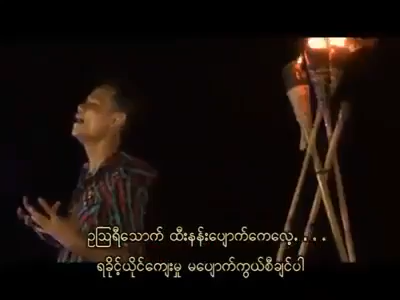 ဥဩရီသောက် ထီးနန်းပျောက်ကေလေ့....
ရခိုင့်ယိုင်ကျေးမှု မပျောက်ကွယ်စီချင်ပါ